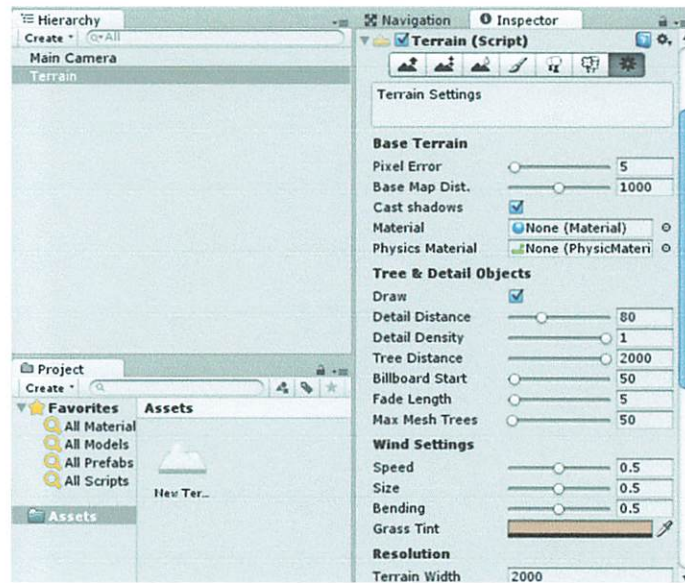 Hierarchy
Create
All
Main Camera
Terrain
Project
Create
Favorites
All Material
All Models
All Prefabs
All Scripts
Assets
Assets
New Ter...
Navigation
Inspector
Terrain (Script)
Terrain Settings
Base Terrain
Pixel Error 5
Base Map Dist. 1000
Cast shadows
Material None (Material)
Physics Material None (PhysicMateri
Tree & Detail Objects
Draw
Detail Distance 80
Detail Density 1
Tree Distance 2000
Billboard Start 50
Fade Length 5
Max Mesh Trees 50
Wind Settings
Speed 0.5
Size 0.5
Bending 0.5
Grass Tint
Resolution
Terrain Width 2000